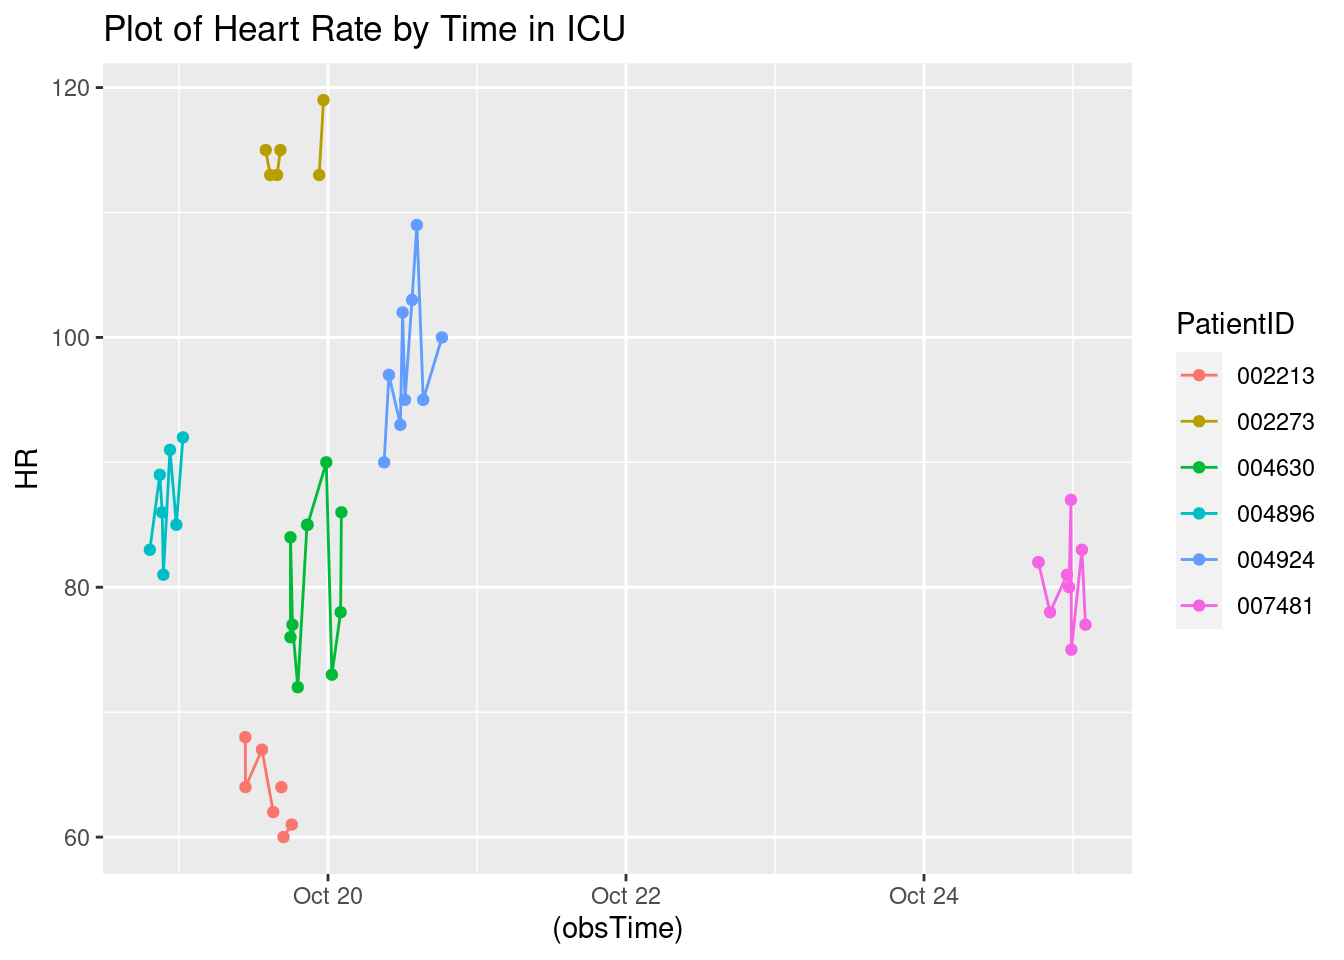 Plot of Heart Rate by Time in ICU
120
100
80
60
HR
Oct 20
Oct 22
Oct 24
(obsTime)
PatientID
002213
002273
004630
004896
004924
007481